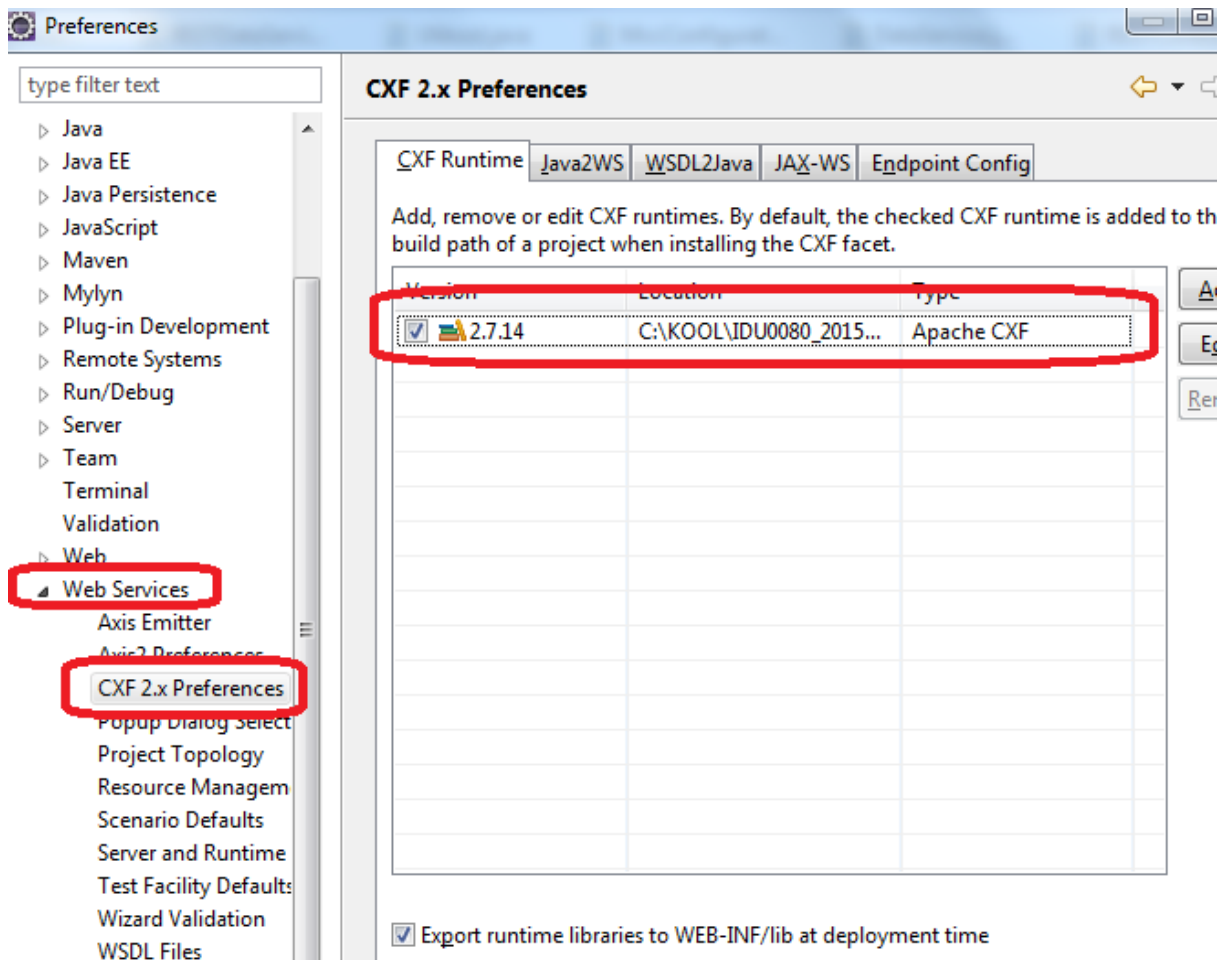 Preferences
type filter text
Java
Java EE
Java Persistence
JavaScript
Maven
Mylyn
Plug-in Development
Remote Systems
Run/Debug
Server
Team
Terminal
Validation
Web
Web Services
Axis Emitter
Axis2 Preferences
CXF 2.x Preferences
Popup Dialog Select
Project Topology
Resource Managem
Scenario Defaults
Server and Runtime
Test Facility Defaults
Wizard Validation
WSDL Files
CXF 2.x Preferences
CXF Runtime Java2WS WSDL2Java JAX-WS Endpoint Config
Add, remove or edit CXF runtimes. By default, the checked CXF runtime is added to th
build path of a project when installing the CXF facet.
Version Location Type
2.7.14 C:\KOOL\IDU0080_2015... Apache CXF
Export runtime libraries to WEB-INF/lib at deployment time